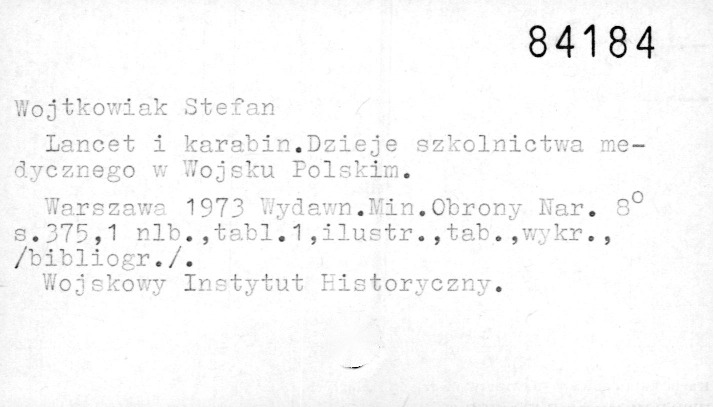 84184
Wojtkowiak Stefan
Lancet i karabin.Dzieje szkolnictwa me-
dycznego w Wojsku Polskim.
Warszawa 1973 Wydawn.Min.Obrony Nar. 8°
s.375,1 nlb.,tabl.1,ilustr.,tab.,wykr.,
/bibliogr./.
Wojskowy Instytut Historyczny.